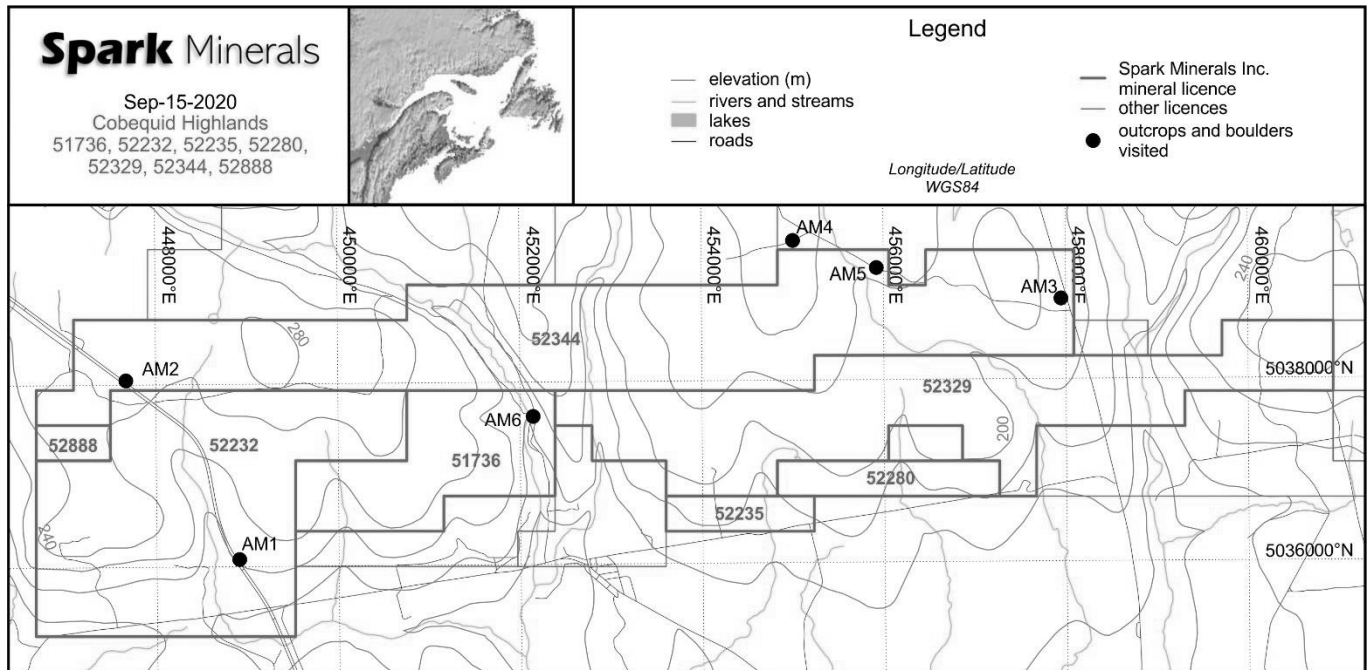 Spark Minerals
Sep-15-2020
Cobequid Highlands
51736, 52232, 52235, 52280,
52329, 52344, 52888
Legend
elevation (m)
rivers and streams
lakes
roads
Longitude/Latitude
WGS84
Spark Minerals Inc.
mineral licence
other licences
outcrops and boulders
visited
448000°E
450000°E
452000°E
454000°E
456000°E
458000°E
460000°E
AM4
AM5
AM3
240
280
52344
5038000°N
AM2
52329
AM6
200
52888
52232
51736
52280
52235
240
AM1
5036000°N